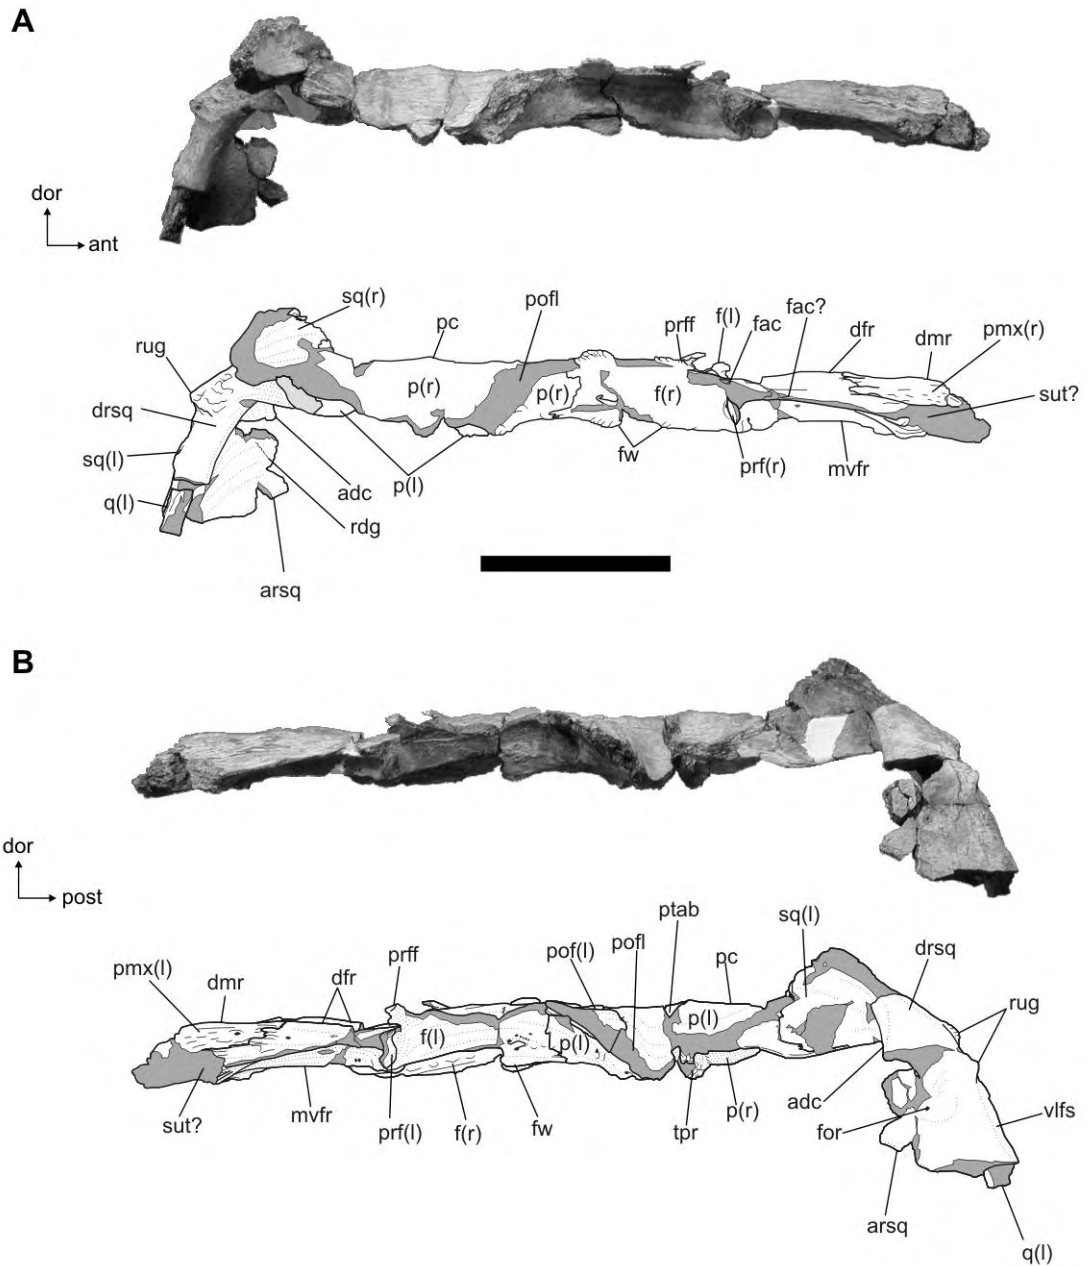 A
dor
ant
sq(r)
pc
pofl
prff
f(l)
fac
fac?
dfr
dmr
pmx(r)
rug
p(r)
p(r)
f(r)
sut?
drsq
sq(l)
q(l)
adc
p(l)
fw
prf(r)
mvfr
rdg
arsq
B
dor
post
pmx(l)
dmr
dfr
prff
pof(l)
pofl
ptab
pc
sq(l)
drsq
rug
f(l)
p(l)
p(l)
sut?
mvfr
prf(l)
f(r)
fw
tpr
p(r)
adc
for
vlfs
arsq
q(l)